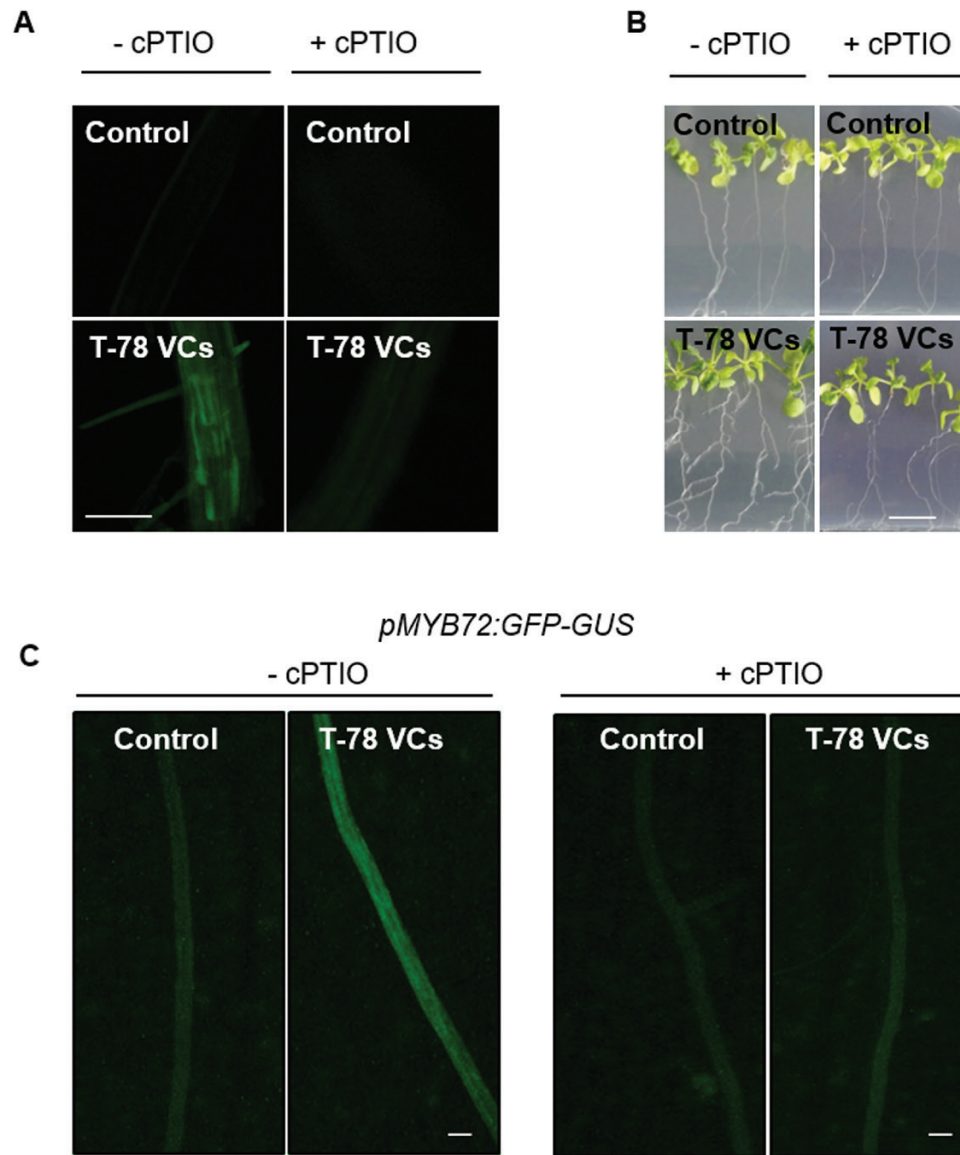 A
- cPTIO + cPTIO
Control Control
T-78 VCs T-78 VCs
B
- cPTIO + cPTIO
Control Control
T-78 VCs T-78 VCs
pMYB72:GFP-GUS
C
- cPTIO + cPTIO
Control T-78 VCs Control T-78 VCs